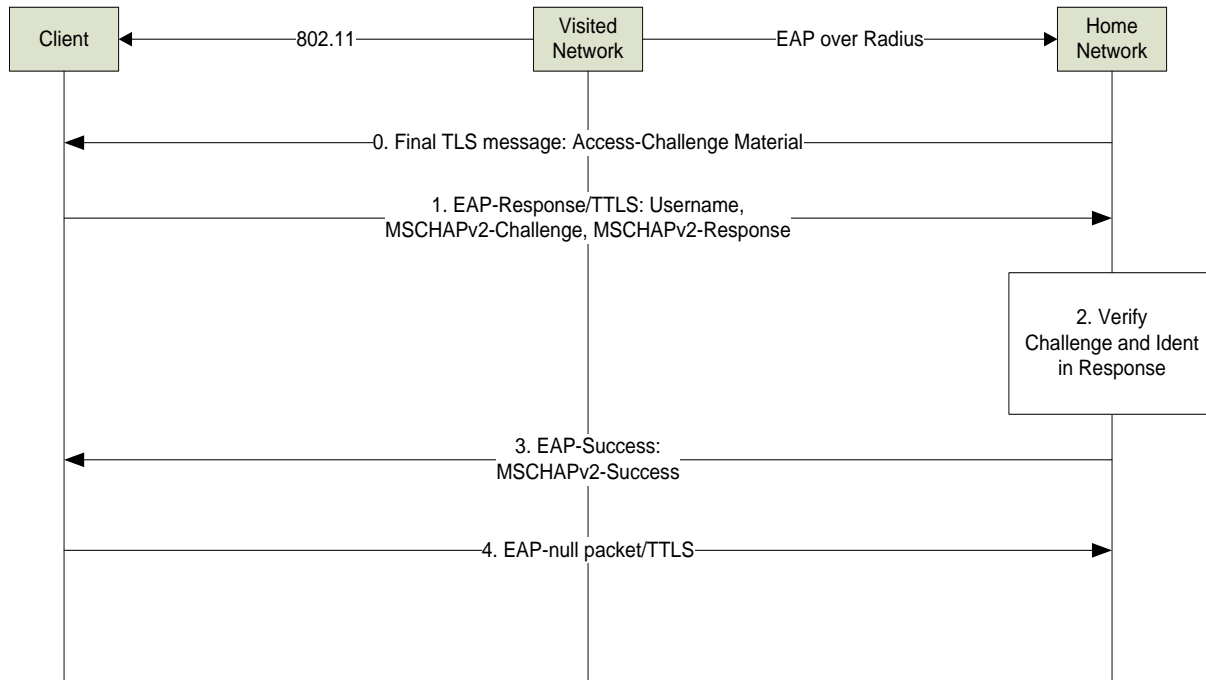 Client
802.11
Visited
Network
EAP over Radius
Home
Network
0. Final TLS message: Access-Challenge Material
1. EAP-Response/TTLS: Username,
MSCHAPv2-Challenge, MSCHAPv2-Response
2. Verify
Challenge and Ident
in Response
3. EAP-Success:
MSCHAPv2-Success
4. EAP-null packet/TTLS